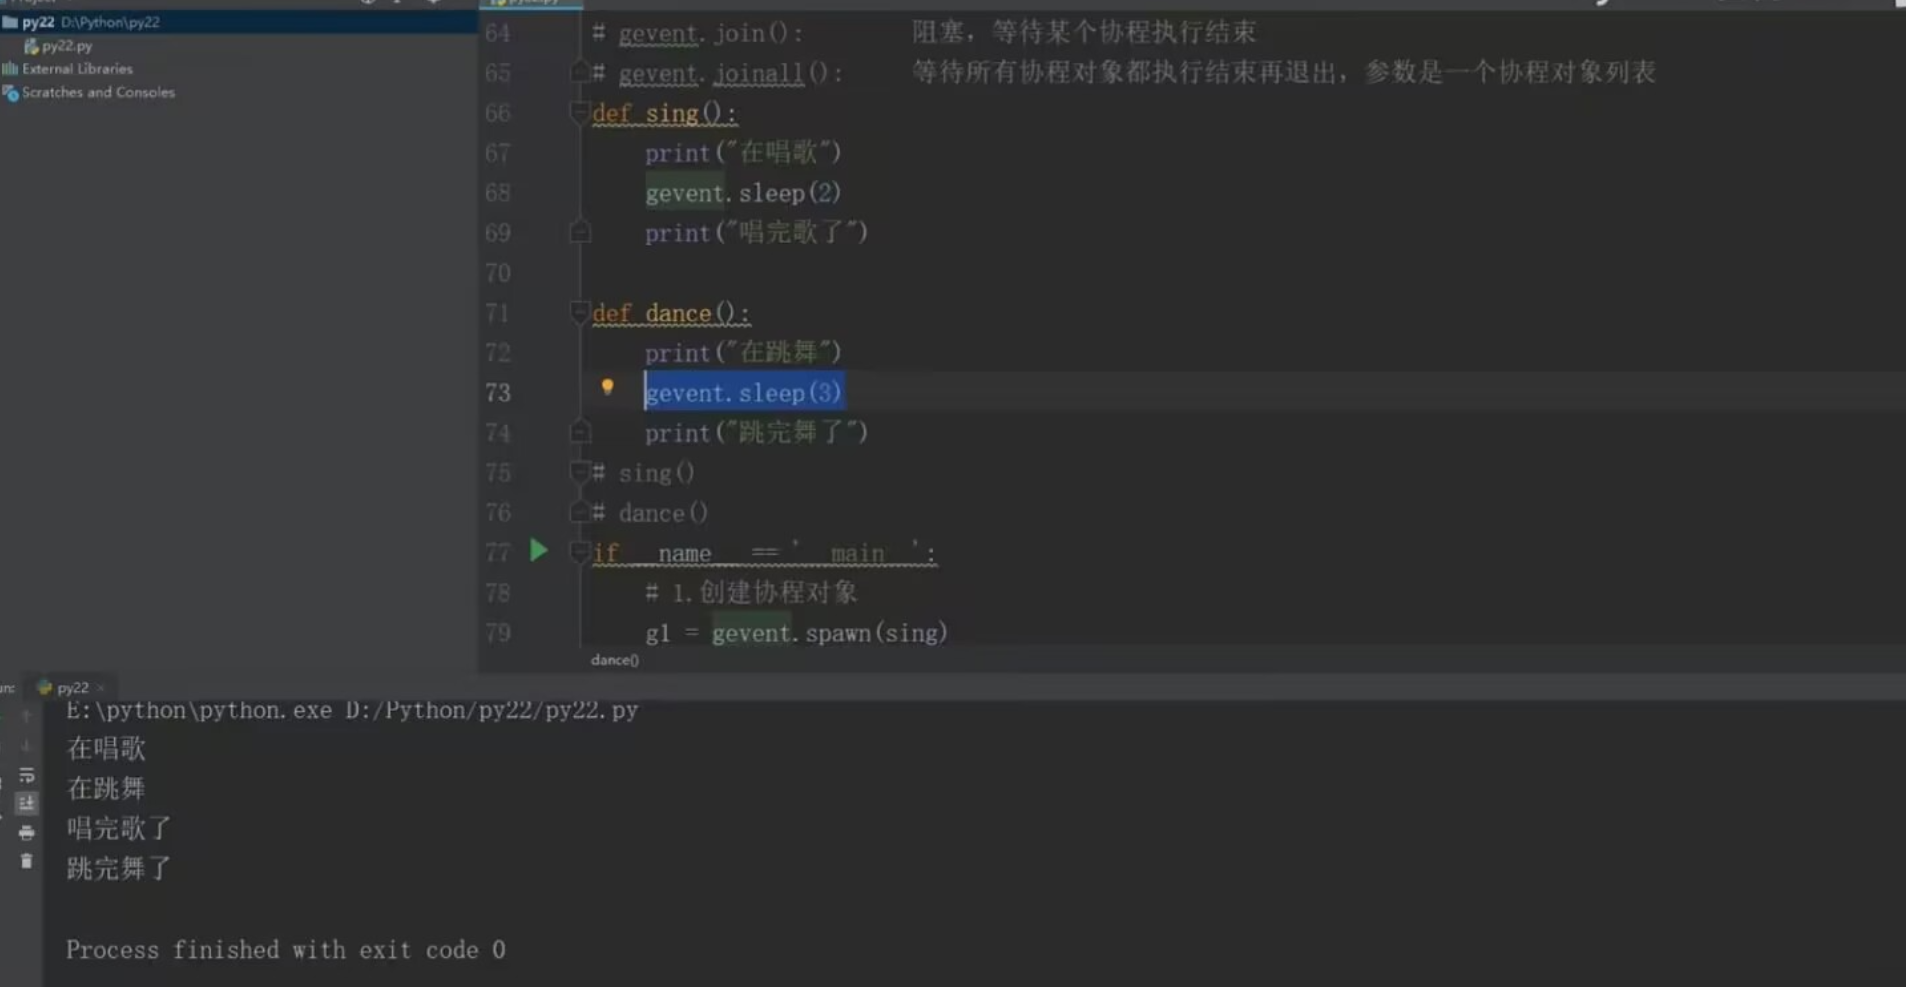 py22 D:\Python\py22
py22.py
External Libraries
Scratches and Consoles
64 # gevent.join(): 阻塞，等待某个协程执行结束
65 # gevent.joinall(): 等待所有协程对象都执行结束再退出，参数是一个协程对象列表
66 def sing():
67 print("在唱歌")
68 gevent.sleep(2)
69 print("唱完歌了")
70
71 def dance():
72 print("在跳舞")
73 gevent.sleep(3)
74 print("跳完舞了")
75 # sing()
76 # dance()
77 if __name__ == '__main__':
78 # 1.创建协程对象
79 g1 = gevent.spawn(sing)
dance()
py22
E:\python\python.exe D:/Python/py22/py22.py
在唱歌
在跳舞
唱完歌了
跳完舞了
Process finished with exit code 0